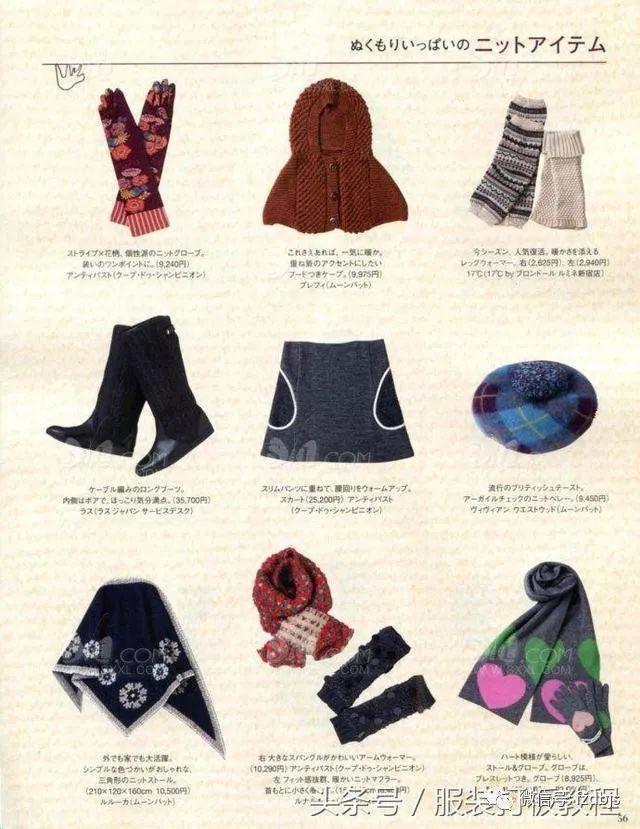 ぬくもりいっぱいの ニットアイテム
ストライプ×花柄、個性派のニットグローブ。
装いのワンポイントに。(9,240円)
アンティパスト(クープ・ドゥ・シャンピニオン)
これさえあれば、一気に暖か。
重ね着のアクセントにしたい
フードつきケープ。(9,975円)
プレフィ(ムーンバット)
今シーズン、人気復活。暖かさを添える
レッグウォーマー。右(2,625円)、左(2,940円)
17℃(17℃ by ブロンドール ルミネ新宿店)
ケーブル編みのロングブーツ。
内側はボアで、ほっこり気分満点。(35,700円)
ラス(ラス ジャパン サービスデスク)
スリムパンツに重ねて、腰回りをウォームアップ。
スカート(25,200円) アンティパスト
(クープ・ドゥ・シャンピニオン)
流行のブリティッシュテースト。
アーガイルチェックのニットベレー。(9,450円)
ヴィヴィアン ウエストウッド(ムーンバット)
外でも家でも大活躍。
シンプルな色づかいがおしゃれな、
三角形のニットストール。
(210×120×160cm 10,500円)
ルルーカ(ムーンバット)
右 大きなスパングルがかわいいアームウォーマー。
(10,290円) アンティパスト(クープ・ドゥ・シャンピニオン)
左 フィット感抜群、暖かいニットマフラー。
首もとに小さく巻
ルナ
ハート模様が愛らしい、
ストール&グローブ。グローブは、
ブレスレットつき。グローブ(8,925円)、
头条号 / 服装打板教程
微信号
56